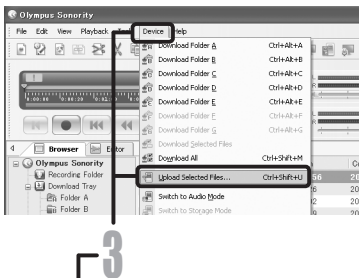 Olympus Sonority
File Edit View Playback Tools Device Help
Download Folder A Ctrl+Alt+A
Download Folder B Ctrl+Alt+B
Download Folder C Ctrl+Alt+C
Download Folder D Ctrl+Alt+D
Download Folder E Ctrl+Alt+E
Download Folder F Ctrl+Alt+F
Download Folder G Ctrl+Alt+G
Download Selected Files
Download All Ctrl+Shift+M
Upload Selected Files... Ctrl+Shift+U
Switch to Audio Mode
Switch to Storage Mode
Browser Editor
Olympus Sonority
Recording Folder
Download Tray
Folder A
Folder B
3